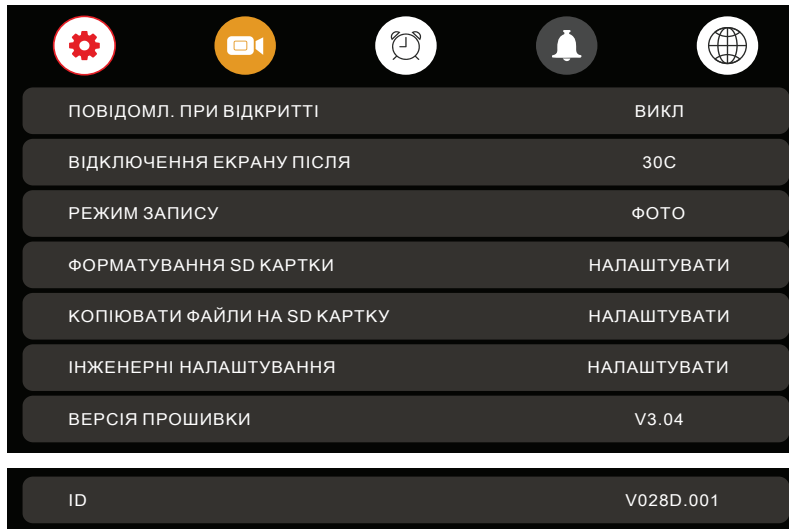 ПОВІДОМЛ. ПРИ ВІДКРИТТІ ВИКЛ
ВІДКЛЮЧЕННЯ ЕКРАНУ ПІСЛЯ 30С
РЕЖИМ ЗАПИСУ ФОТО
ФОРМАТУВАННЯ SD КАРТКИ НАЛАШТУВАТИ
КОПІЮВАТИ ФАЙЛИ НА SD КАРТКУ НАЛАШТУВАТИ
ІНЖЕНЕРНІ НАЛАШТУВАННЯ НАЛАШТУВАТИ
ВЕРСІЯ ПРОШИВКИ V3.04
ID V028D.001